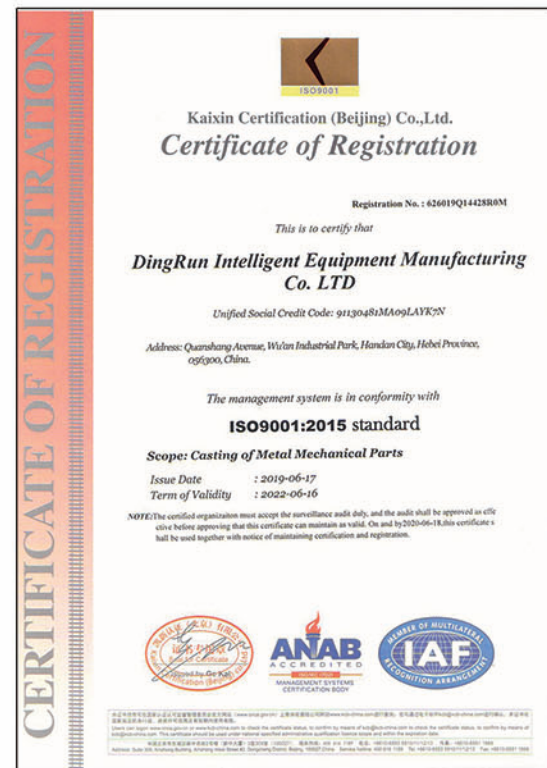 CERTIFICATE OF REGISTRATION
ISO9001
Kaixin Certification (Beijing) Co.,Ltd.
Certificate of Registration
Registration No. : 626019Q14428R0M
This is to certify that
DingRun Intelligent Equipment Manufacturing
Co. LTD
Unified Social Credit Code: 91130481MA09LAYK7N
Address: Quanshang Avenue, Wu'an Industrial Park, Handan City, Hebei Province,
056300, China.
The management system is in conformity with
ISO9001:2015 standard
Scope: Casting of Metal Mechanical Parts
Issue Date : 2019-06-17
Term of Validity : 2022-06-16
NOTE:The certified organizaiton must accept the surveillance audit duly, and the audit shall be approved as effe
ctive before approving that this certificate can maintain as valid. On and by2020-06-18,this certificate s
hall be used together with notice of maintaining certification and registration.
ANAB
ACCREDITED
MANAGEMENT SYSTEMS
CERTIFICATION BODY
MEMBER OF MULTILATERAL
IAF
RECOGNITION ARRANGEMENT